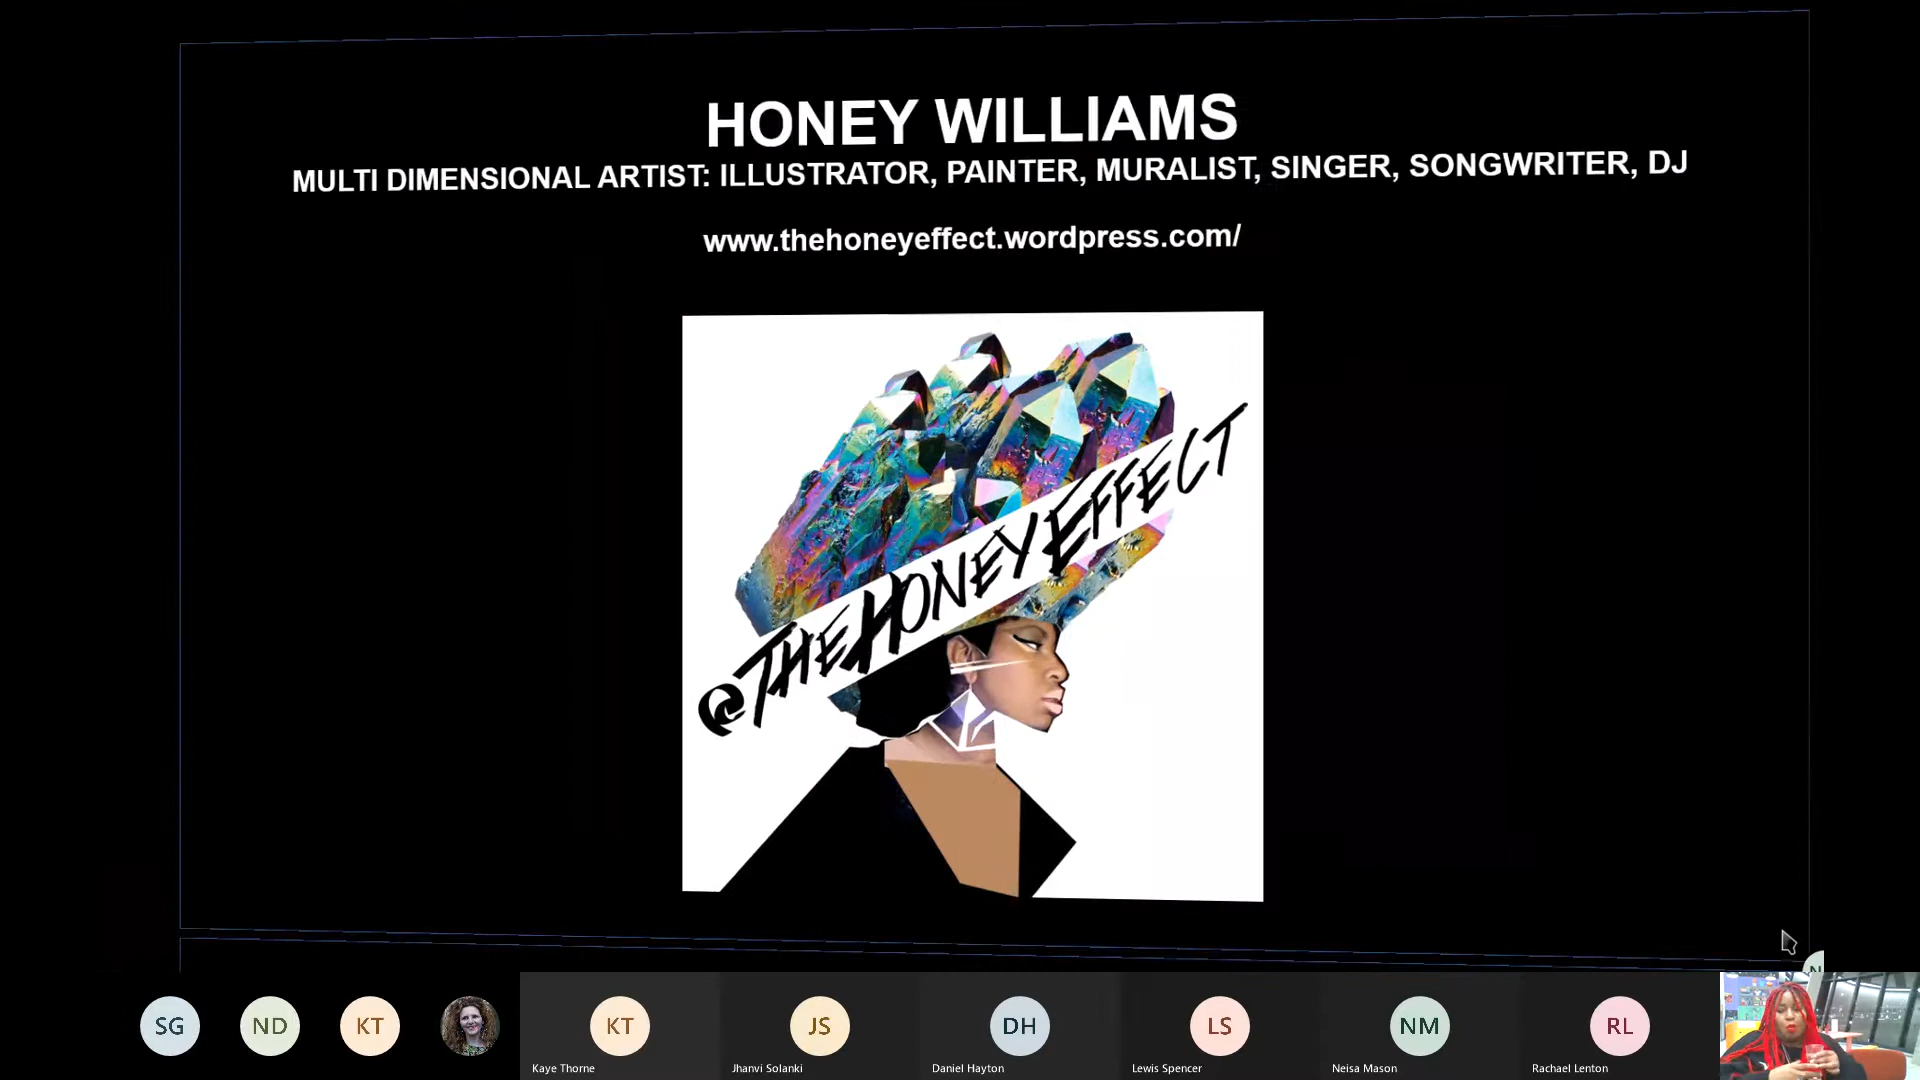 HONEY WILLIAMS
MULTI DIMENSIONAL ARTIST: ILLUSTRATOR, PAINTER, MURALIST, SINGER, SONGWRITER, DJ
www.thehoneyeffect.wordpress.com/
@THEHONEYEFFECT
SG
ND
KT
KT
JS
DH
LS
NM
RL
Kaye Thorne
Jhanvi Solanki
Daniel Hayton
Lewis Spencer
Neisa Mason
Rachael Lenton